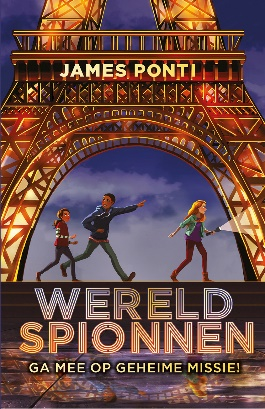 JAMES PONTI
WERELD
SPIONNEN
GA MEE OP GEHEIME MISSIE!